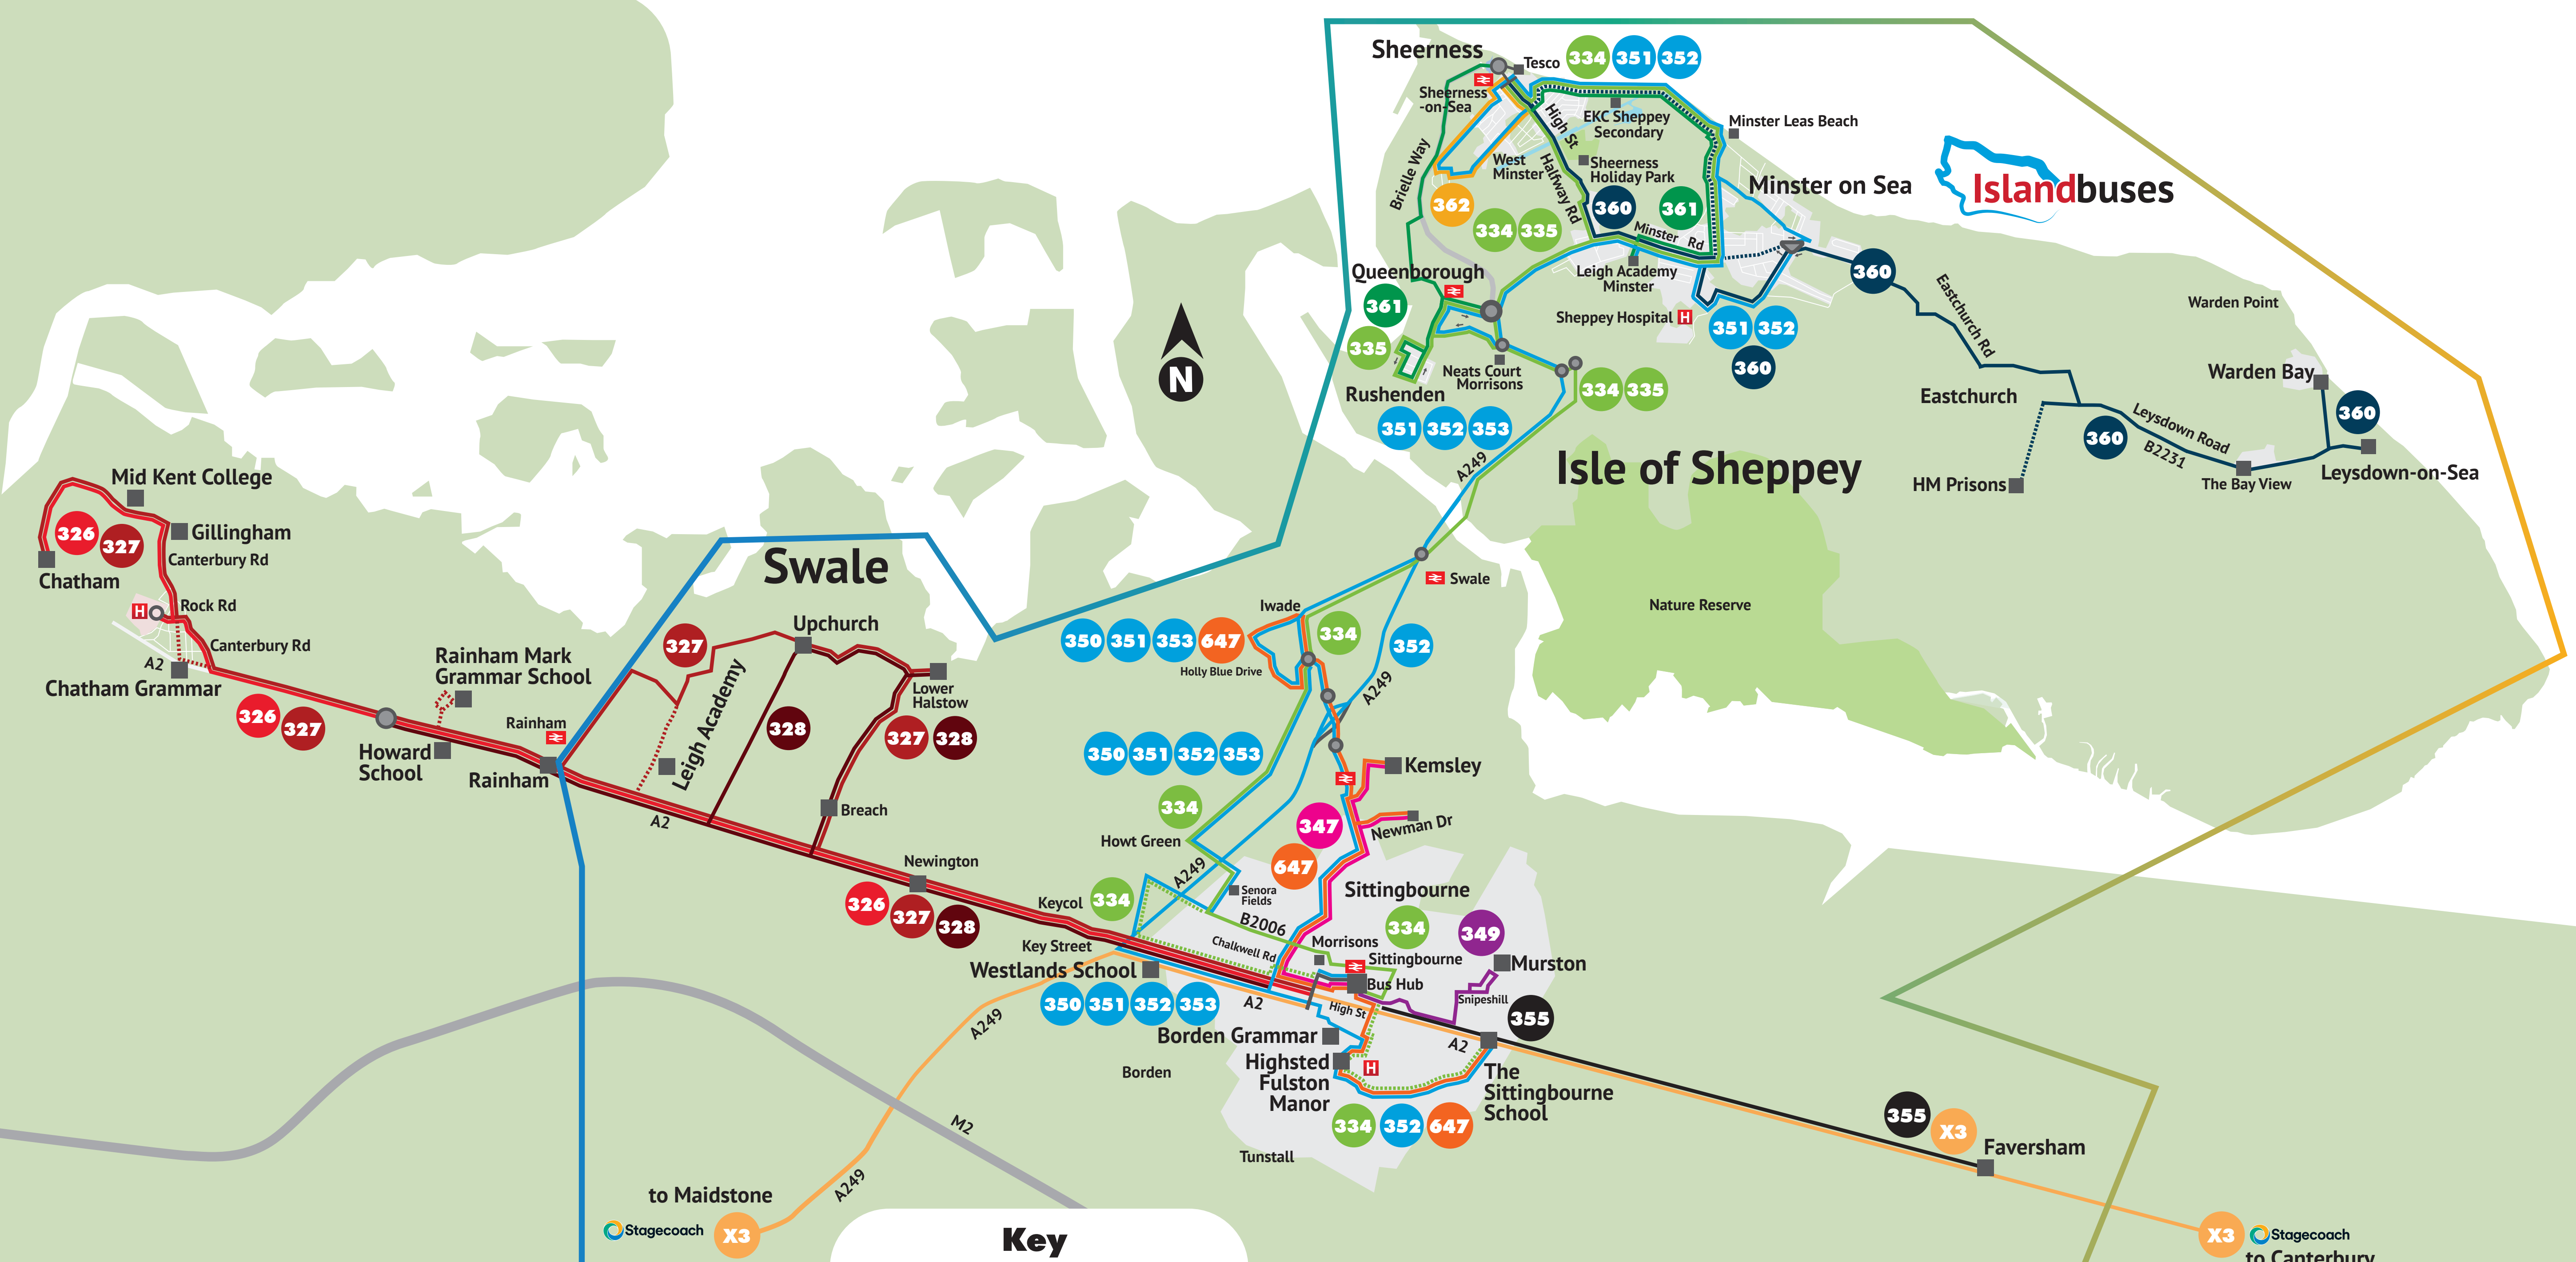 Sheerness
Tesco
334 351 352
Sheerness
-on-Sea
High St
EKC Sheppey
Secondary
Minster Leas Beach
Brielle Way
West
Minster
Halfway Rd
Sheerness
Holiday Park
Minster on Sea
Islandbuses
362
334 335
360
361
Minster Rd
Queenborough
Leigh Academy
Minster
360
Eastchurch Rd
Warden Point
361
Sheppey Hospital H
351 352
360
335
Neats Court
Morrisons
Rushenden
334 335
351 352 353
Eastchurch
Warden Bay
360
Leysdown Road
B2231
360
Leysdown-on-Sea
The Bay View
HM Prisons
N
A249
Isle of Sheppey
Nature Reserve
Mid Kent College
326 327
Gillingham
Canterbury Rd
Chatham
H
Rock Rd
Canterbury Rd
A2
Chatham Grammar
326 327
Rainham Mark
Grammar School
Howard
School
Rainham
Rainham
Swale
327
Upchurch
Leigh Academy
Lower
Halstow
328
327 328
Breach
A2
Newington
326 327 328
Swale
Iwade
350 351 353 647
334
352
Holly Blue Drive
A249
350 351 352 353
Kemsley
334
347
Newman Dr
Howt Green
647
A249
Senora
Fields
Sittingbourne
Keycol
334
B2006
334
349
Key Street
Chalkwell Rd
Morrisons
Sittingbourne
Murston
Westlands School
Bus Hub
Snipeshill
350 351 352 353
A2
High St
355
A249
Borden Grammar
A2
Highsted
Fulston
Manor
H
The
Sittingbourne
School
Borden
334 352 647
Tunstall
M2
355 X3
Faversham
A249
to Maidstone
Stagecoach
X3
Key
X3
Stagecoach
to Canterbury